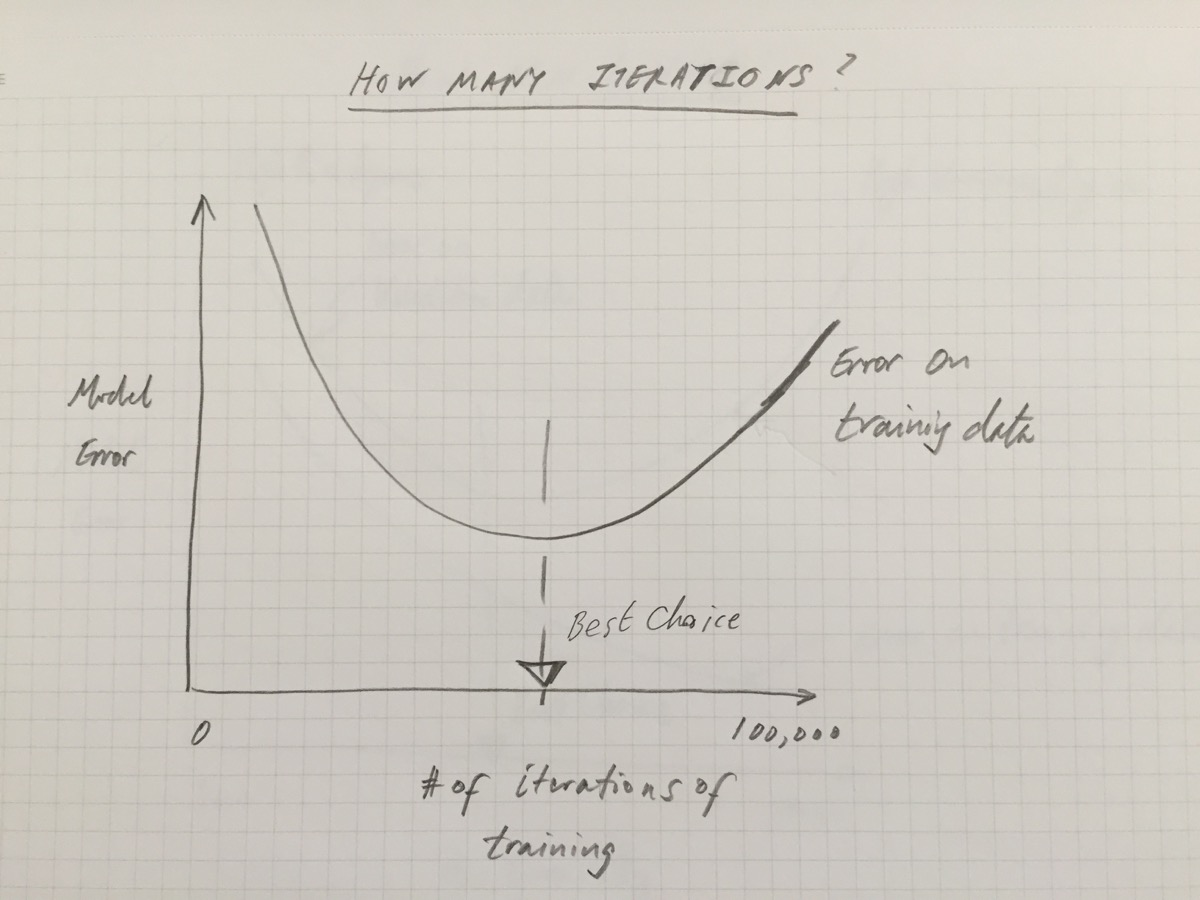 HOW MANY ITERATIONS?
Model
Error
Error on
training data
Best Choice
0
100,000
# of iterations of
training